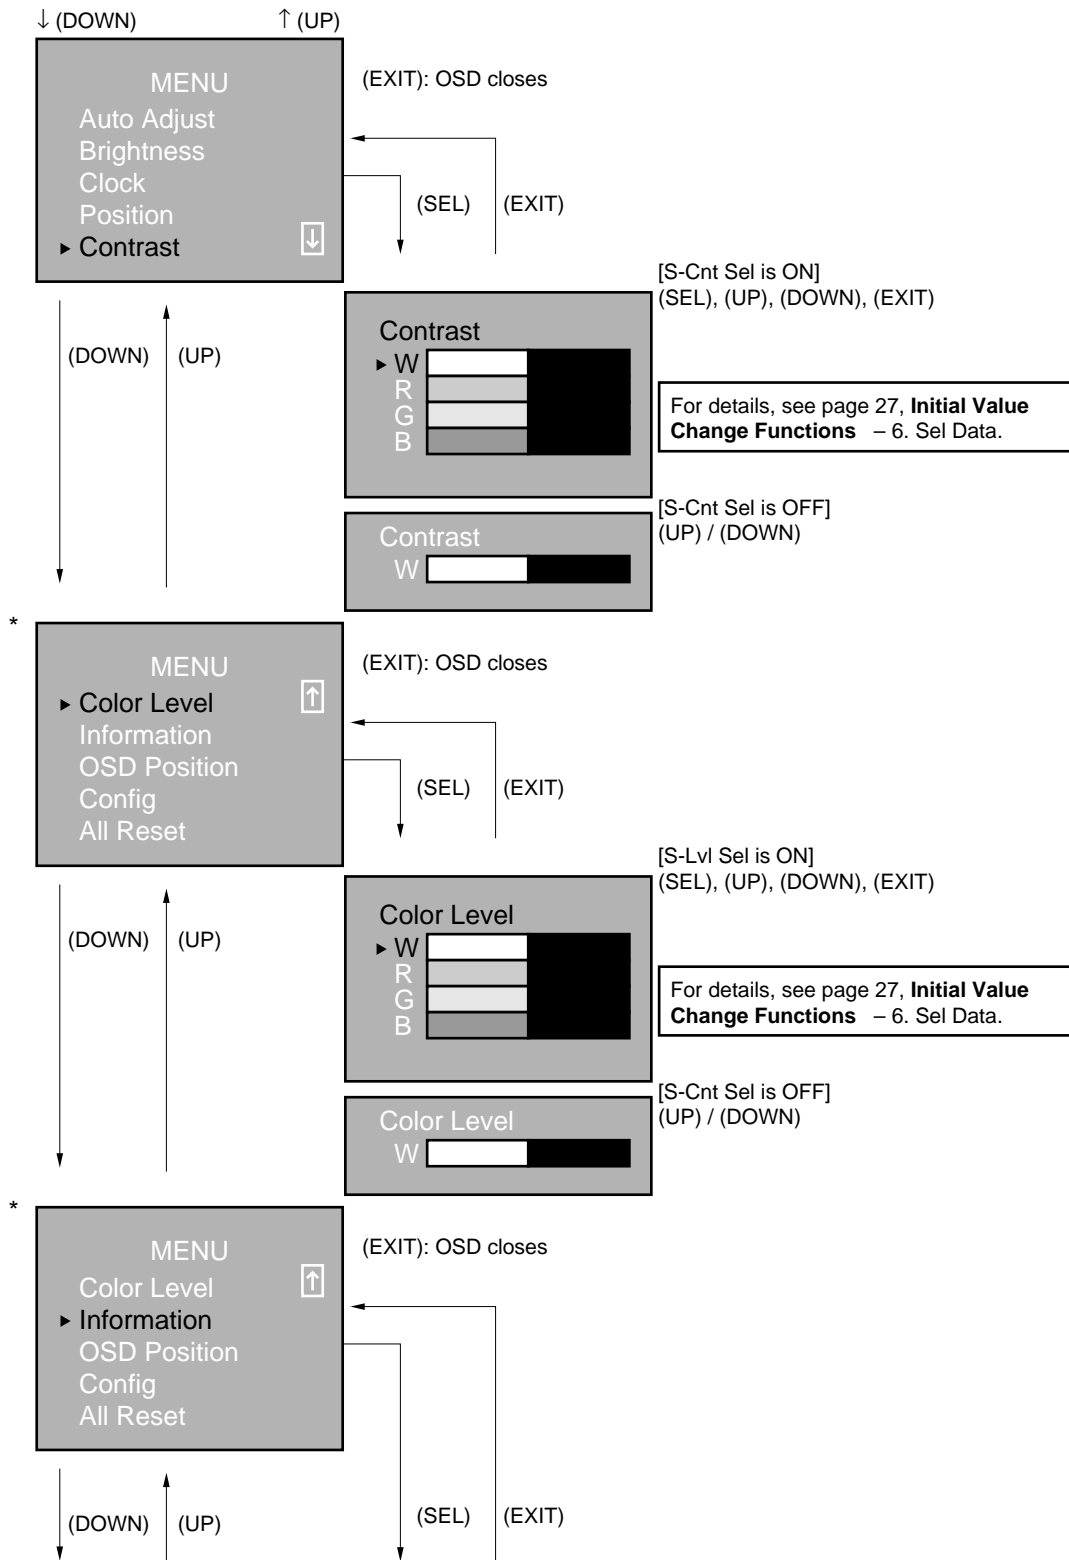 ↓ (DOWN) ↑ (UP)
MENU
Auto Adjust
Brightness
Clock
Position
▸ Contrast
↓
(EXIT): OSD closes
(SEL) (EXIT)
(DOWN) (UP)
[S-Cnt Sel is ON]
(SEL), (UP), (DOWN), (EXIT)
Contrast
▸ W
R
G
B
For details, see page 27, Initial Value
Change Functions – 6. Sel Data.
[S-Cnt Sel is OFF]
(UP) / (DOWN)
Contrast
W
*
MENU
▸ Color Level
↑
Information
OSD Position
Config
All Reset
(EXIT): OSD closes
(SEL) (EXIT)
(DOWN) (UP)
[S-Lvl Sel is ON]
(SEL), (UP), (DOWN), (EXIT)
Color Level
▸ W
R
G
B
For details, see page 27, Initial Value
Change Functions – 6. Sel Data.
[S-Cnt Sel is OFF]
(UP) / (DOWN)
Color Level
W
*
MENU
Color Level
↑
▸ Information
OSD Position
Config
All Reset
(EXIT): OSD closes
(DOWN) (UP)
(SEL) (EXIT)